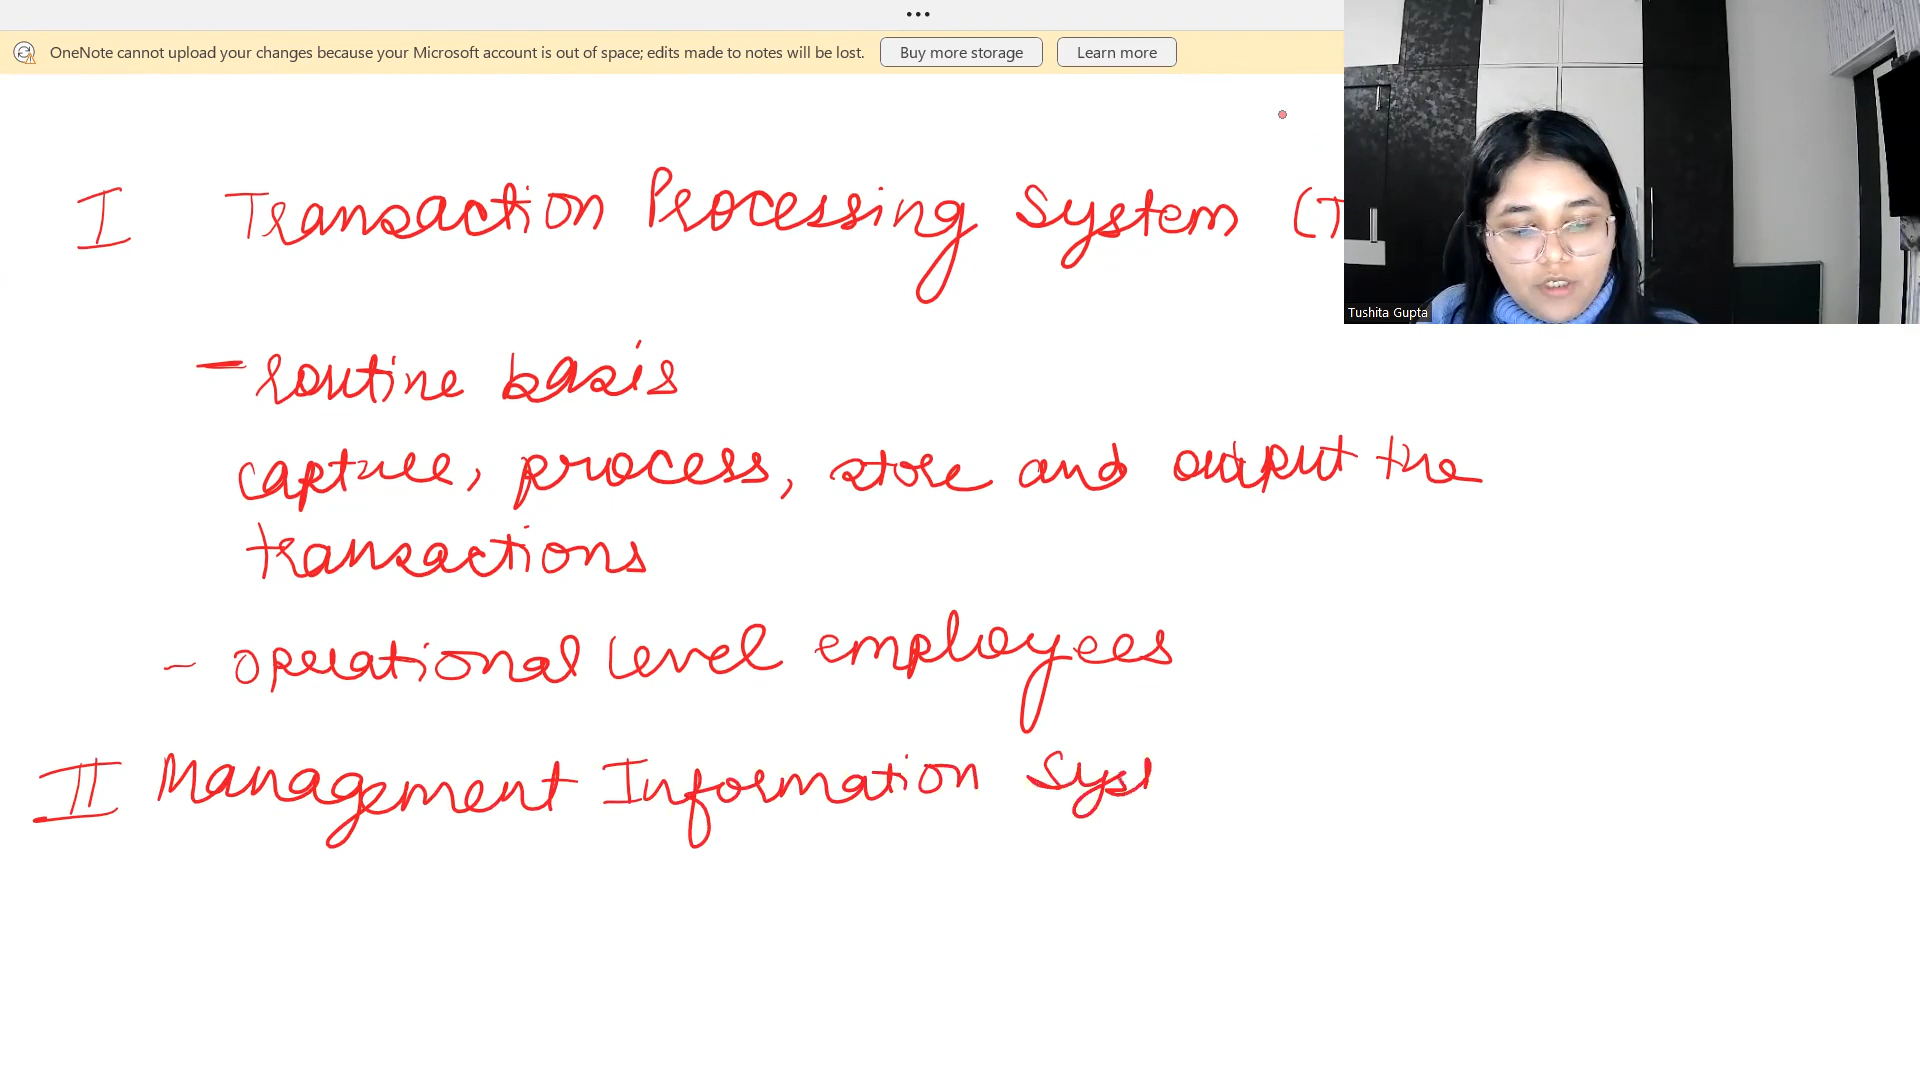 •••
OneNote cannot upload your changes because your Microsoft account is out of space; edits made to notes will be lost. Buy more storage Learn more
Tushita Gupta
I Transaction Processing System (T
- routine basis
capture, process, store and output the
transactions
- operational level employees
II Management Information Syst